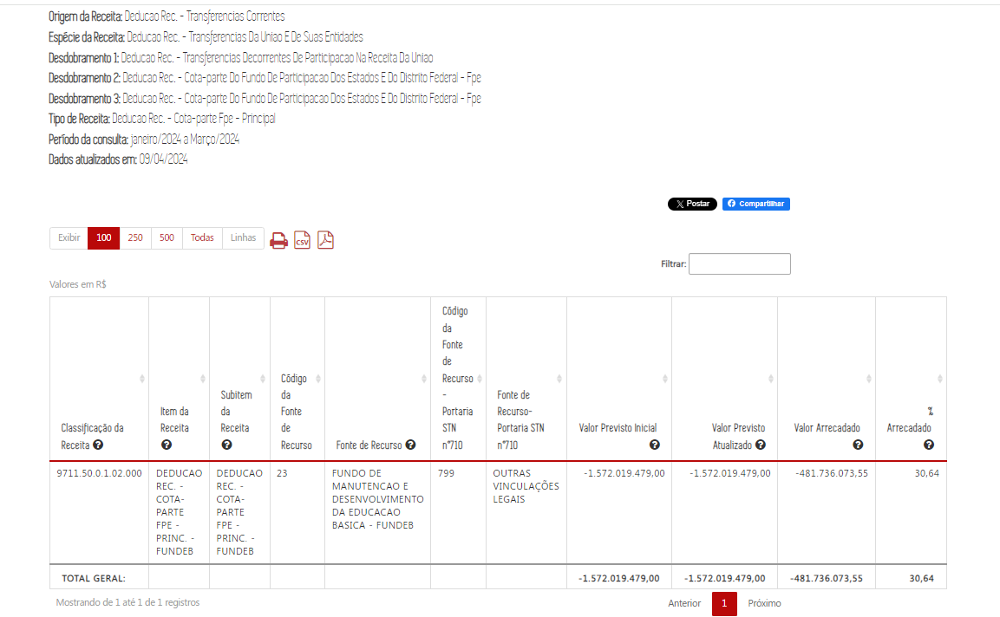 Origem da Receita: Deducao Rec. - Transferencias Correntes
Espécie da Receita: Deducao Rec. - Transferencias Da Uniao E De Suas Entidades
Desdobramento 1: Deducao Rec. - Transferencias Decorrentes De Participacao Na Receita Da Uniao
Desdobramento 2: Deducao Rec. - Cota-parte Do Fundo De Participacao Dos Estados E Do Distrito Federal - Fpe
Desdobramento 3: Deducao Rec. - Cota-parte Do Fundo De Participacao Dos Estados E Do Distrito Federal - Fpe
Tipo de Receita: Deducao Rec. - Cota-parte Fpe - Principal
Período da consulta: janeiro/2024 a Março/2024
Dados atualizados em: 09/04/2024
Postar
Compartilhar
Exibir 100 250 500 Todas Linhas
CSV
Filtrar:
Valores em R$
Classificação da
Receita
Item da
Receita
Subitem
da
Receita
Código
da
Fonte
de
Recurso
Fonte de Recurso
Código
da
Fonte
de
Recurso
-
Portaria
STN
nº710
Fonte de
Recurso-
Portaria STN
nº710
Valor Previsto Inicial
Valor Previsto
Atualizado
Valor Arrecadado
%
Arrecadado
9711.50.0.1.02.000
DEDUCAO
REC. -
COTA-
PARTE
FPE -
PRINC. -
FUNDEB
DEDUCAO
REC. -
COTA-
PARTE
FPE -
PRINC. -
FUNDEB
23
FUNDO DE
MANUTENCAO E
DESENVOLVIMENTO
DA EDUCACAO
BASICA - FUNDEB
799
OUTRAS
VINCULAÇÕES
LEGAIS
-1.572.019.479,00
-1.572.019.479,00
-481.736.073,55
30,64
TOTAL GERAL: -1.572.019.479,00 -1.572.019.479,00 -481.736.073,55 30,64
Mostrando de 1 até 1 de 1 registros
Anterior 1 Próximo